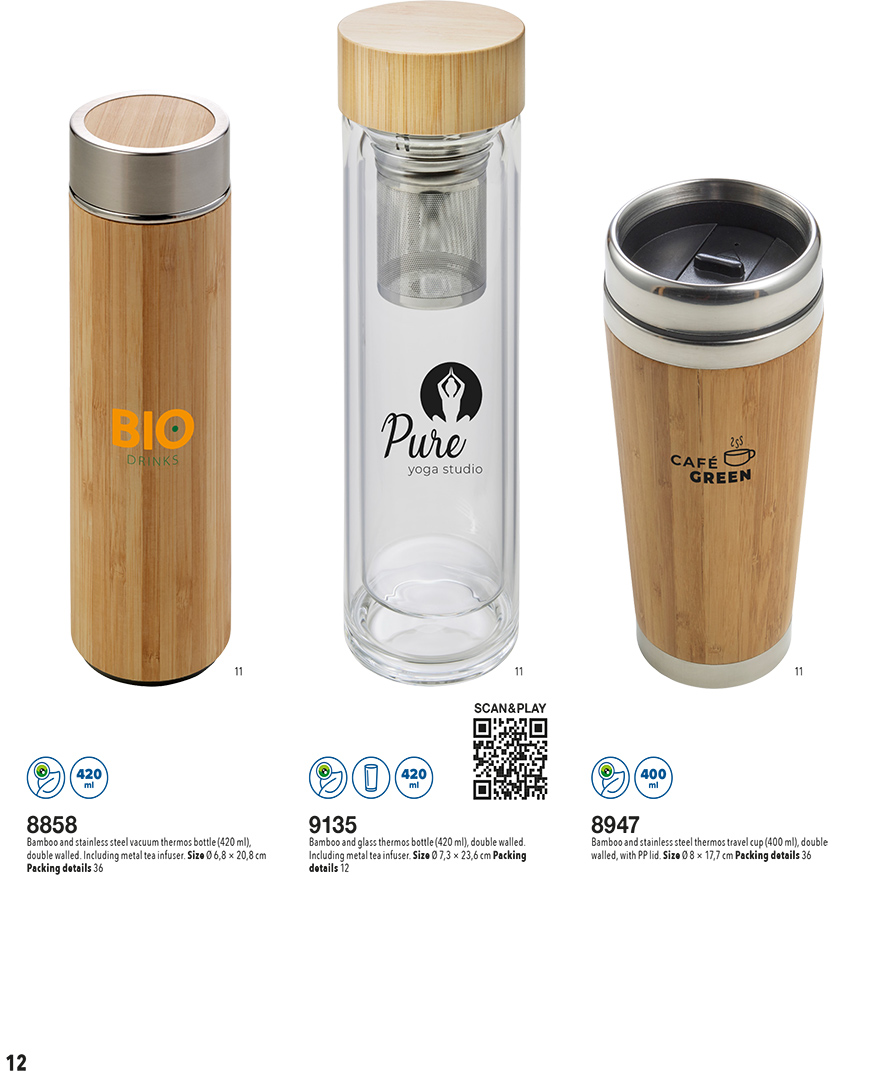 BIO
DRINKS
Pure
yoga studio
CAFÉ
GREEN
11
11
11
SCAN&PLAY
420
ml
8858
Bamboo and stainless steel vacuum thermos bottle (420 ml),
double walled. Including metal tea infuser. Size Ø 6,8 × 20,8 cm
Packing details 36
420
ml
9135
Bamboo and glass thermos bottle (420 ml), double walled.
Including metal tea infuser. Size Ø 7,3 × 23,6 cm Packing
details 12
400
ml
8947
Bamboo and stainless steel thermos travel cup (400 ml), double
walled, with PP lid. Size Ø 8 × 17,7 cm Packing details 36
12